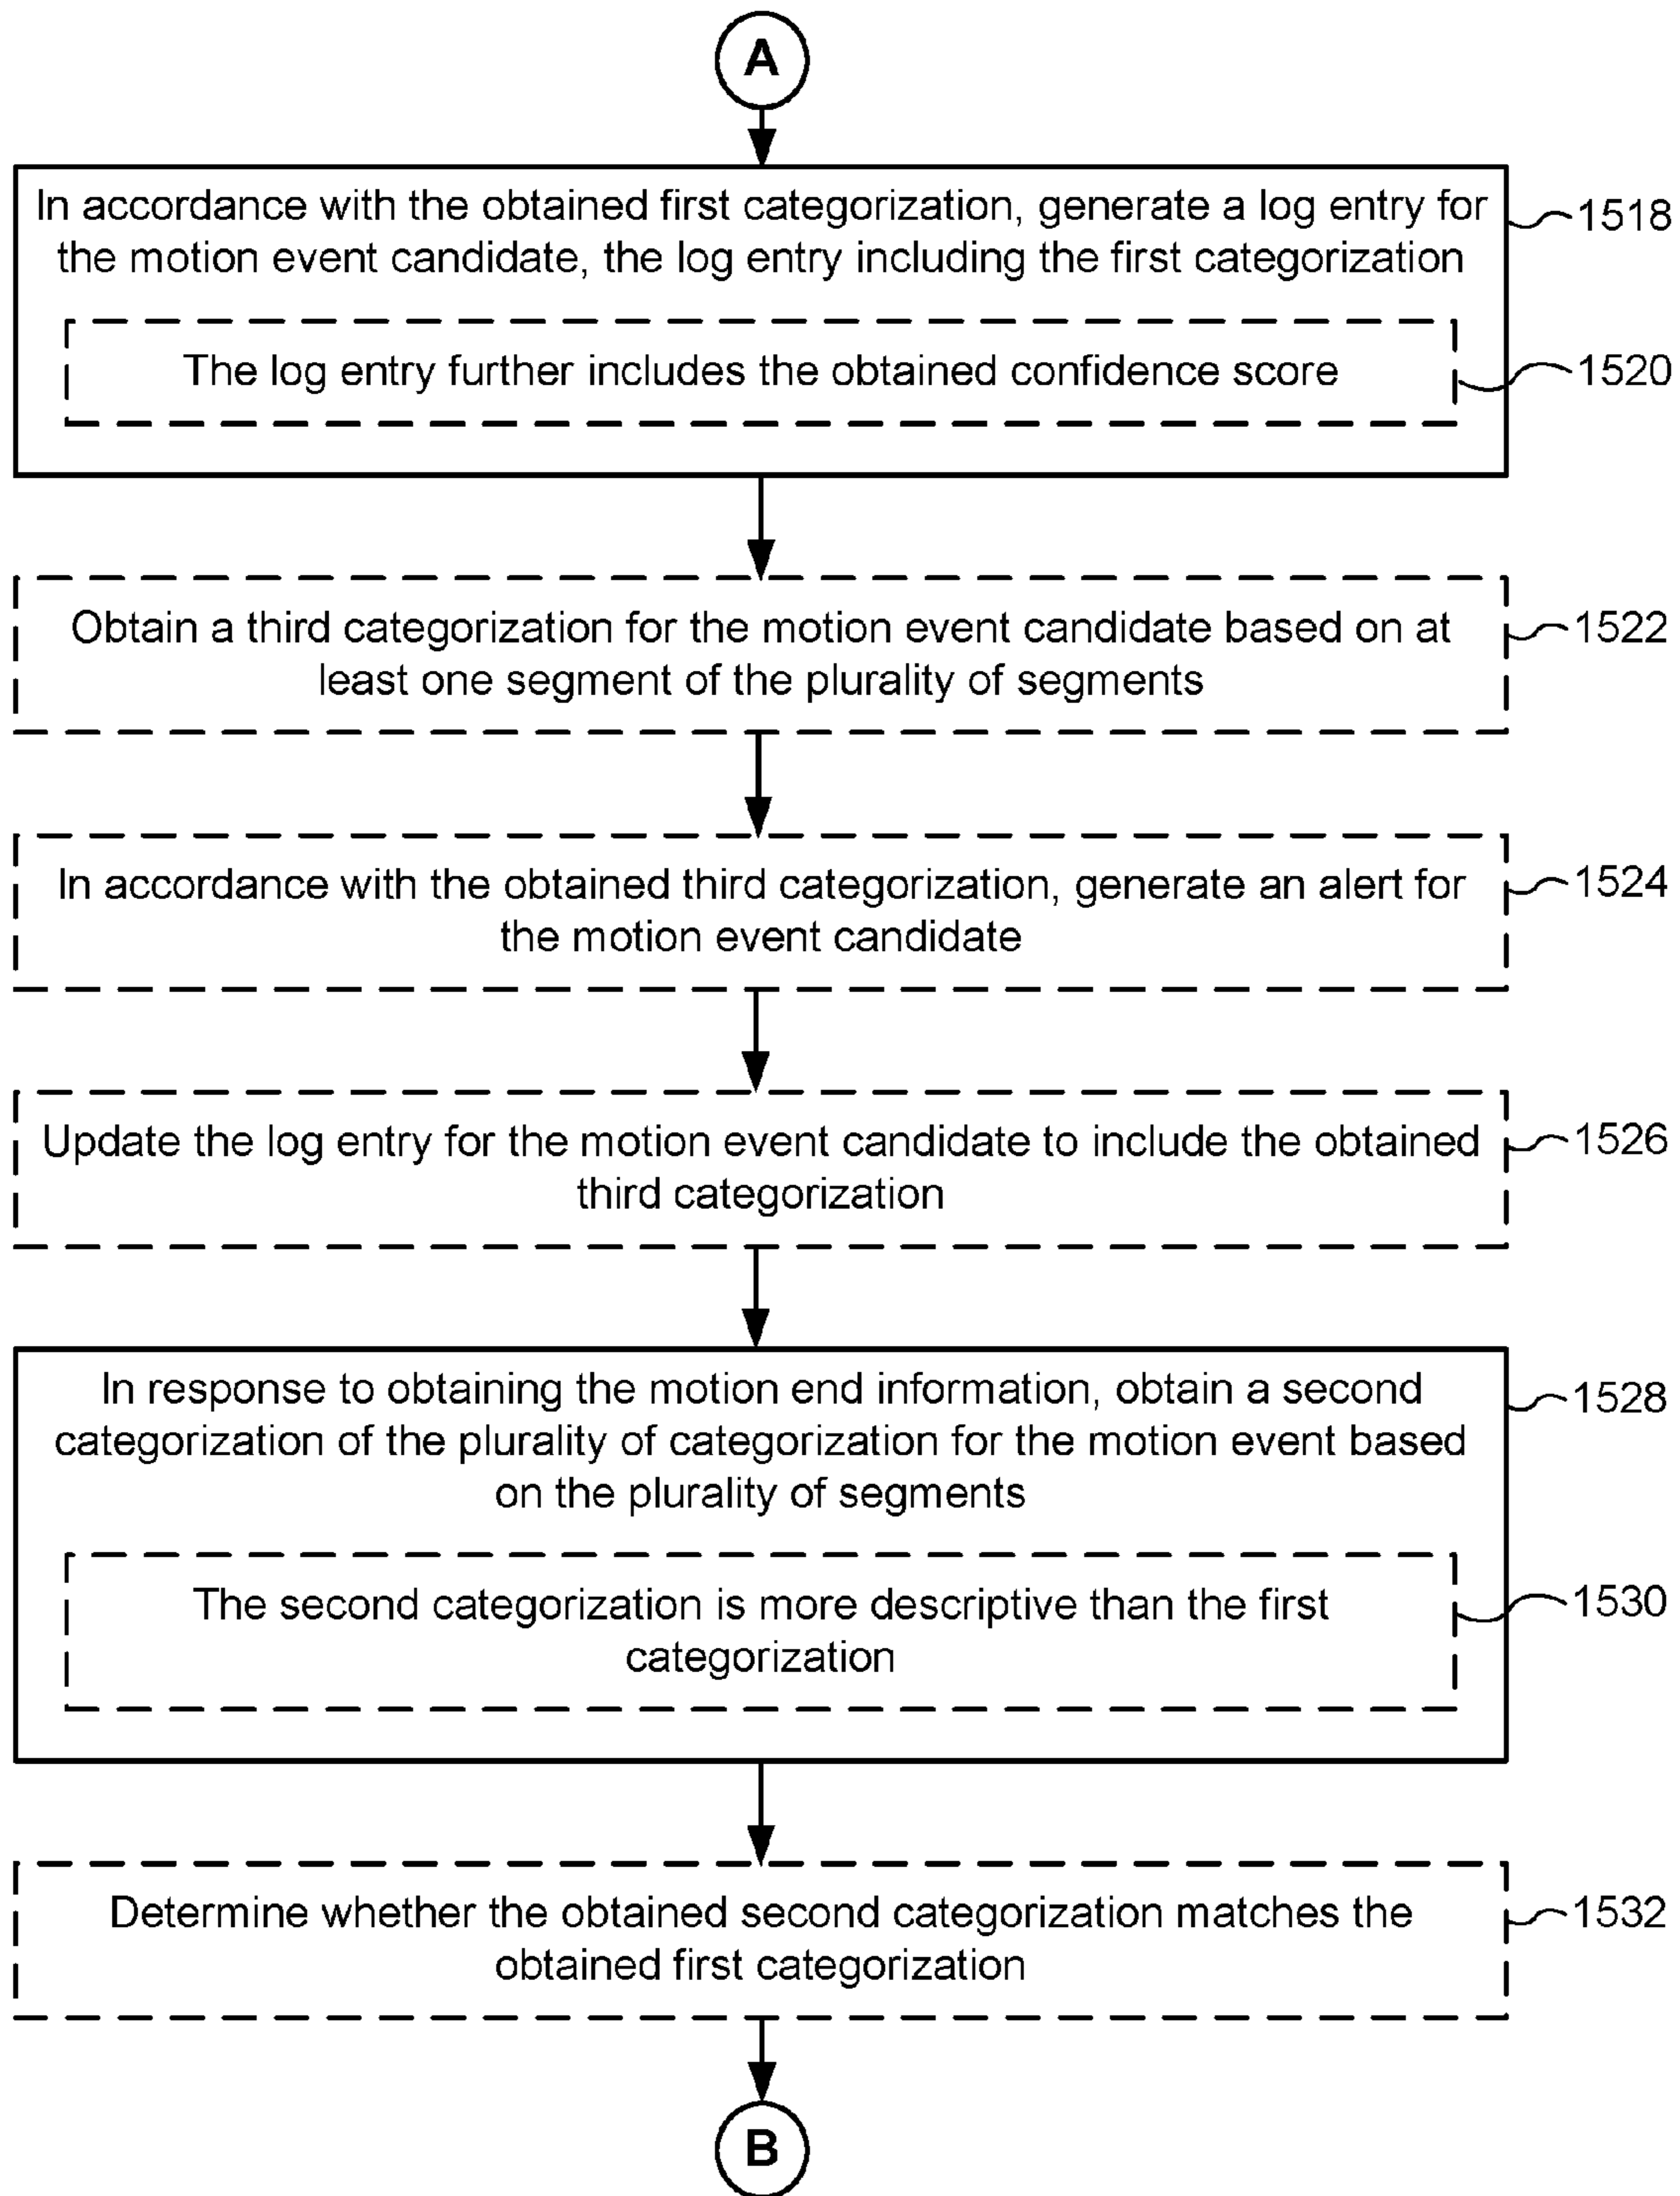 A
In accordance with the obtained first categorization, generate a log entry for
the motion event candidate, the log entry including the first categorization
1518
The log entry further includes the obtained confidence score
1520
Obtain a third categorization for the motion event candidate based on at
least one segment of the plurality of segments
1522
In accordance with the obtained third categorization, generate an alert for
the motion event candidate
1524
Update the log entry for the motion event candidate to include the obtained
third categorization
1526
In response to obtaining the motion end information, obtain a second
categorization of the plurality of categorization for the motion event based
on the plurality of segments
1528
The second categorization is more descriptive than the first
categorization
1530
Determine whether the obtained second categorization matches the
obtained first categorization
1532
B